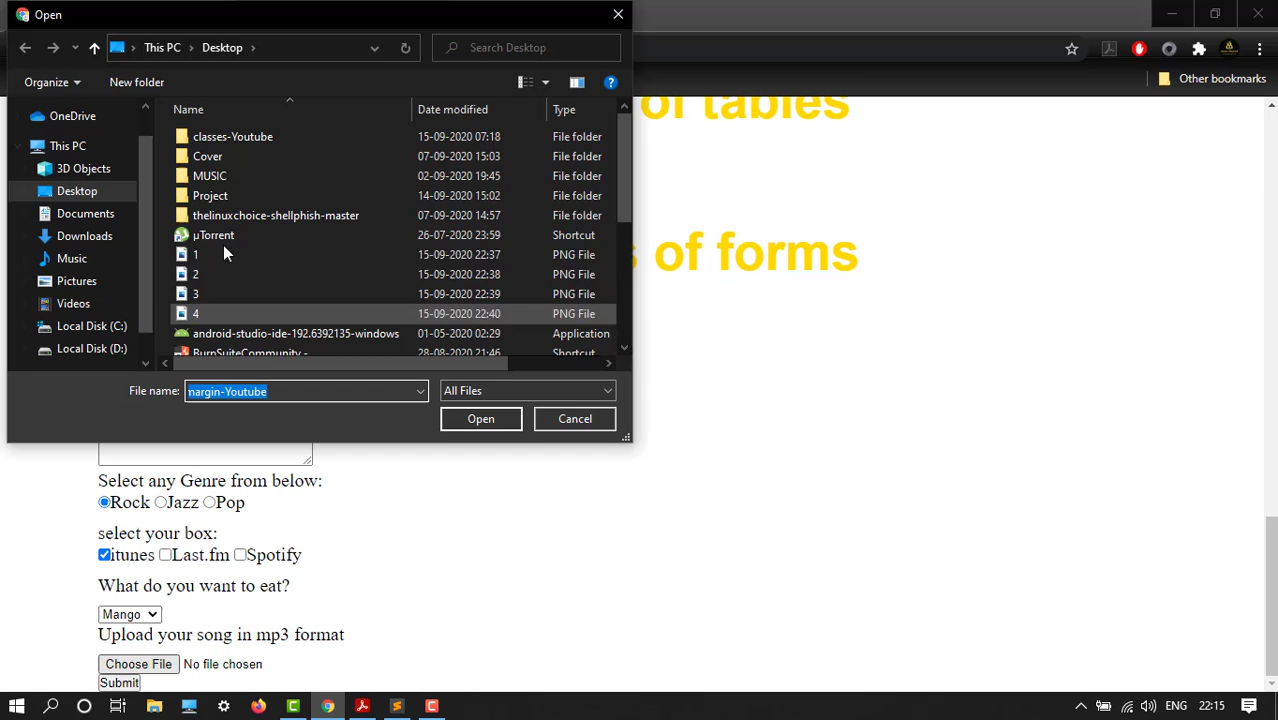 Open
This PC
Desktop
Search Desktop
Organize
New folder
Other bookmarks
of tables
Name
Date modified
Type
OneDrive
This PC
3D Objects
Desktop
Documents
Downloads
Music
Pictures
Videos
Local Disk (C:)
Local Disk (D:)
classes-Youtube 15-09-2020 07:18 File folder
Cover 07-09-2020 15:03 File folder
MUSIC 02-09-2020 19:45 File folder
Project 14-09-2020 15:02 File folder
thelinuxchoice-shellphish-master 07-09-2020 14:57 File folder
µTorrent 26-07-2020 23:59 Shortcut
1 15-09-2020 22:37 PNG File
2 15-09-2020 22:38 PNG File
3 15-09-2020 22:39 PNG File
4 15-09-2020 22:40 PNG File
android-studio-ide-192.6392135-windows 01-05-2020 02:29 Application
BurpSuiteCommunity - 28-08-2020 21:46 Shortcut
of forms
File name: margin-Youtube All Files
Open Cancel
Select any Genre from below:
Rock Jazz Pop
select your box:
itunes Last.fm Spotify
What do you want to eat?
Mango
Upload your song in mp3 format
Choose File No file chosen
Submit
ENG 22:15